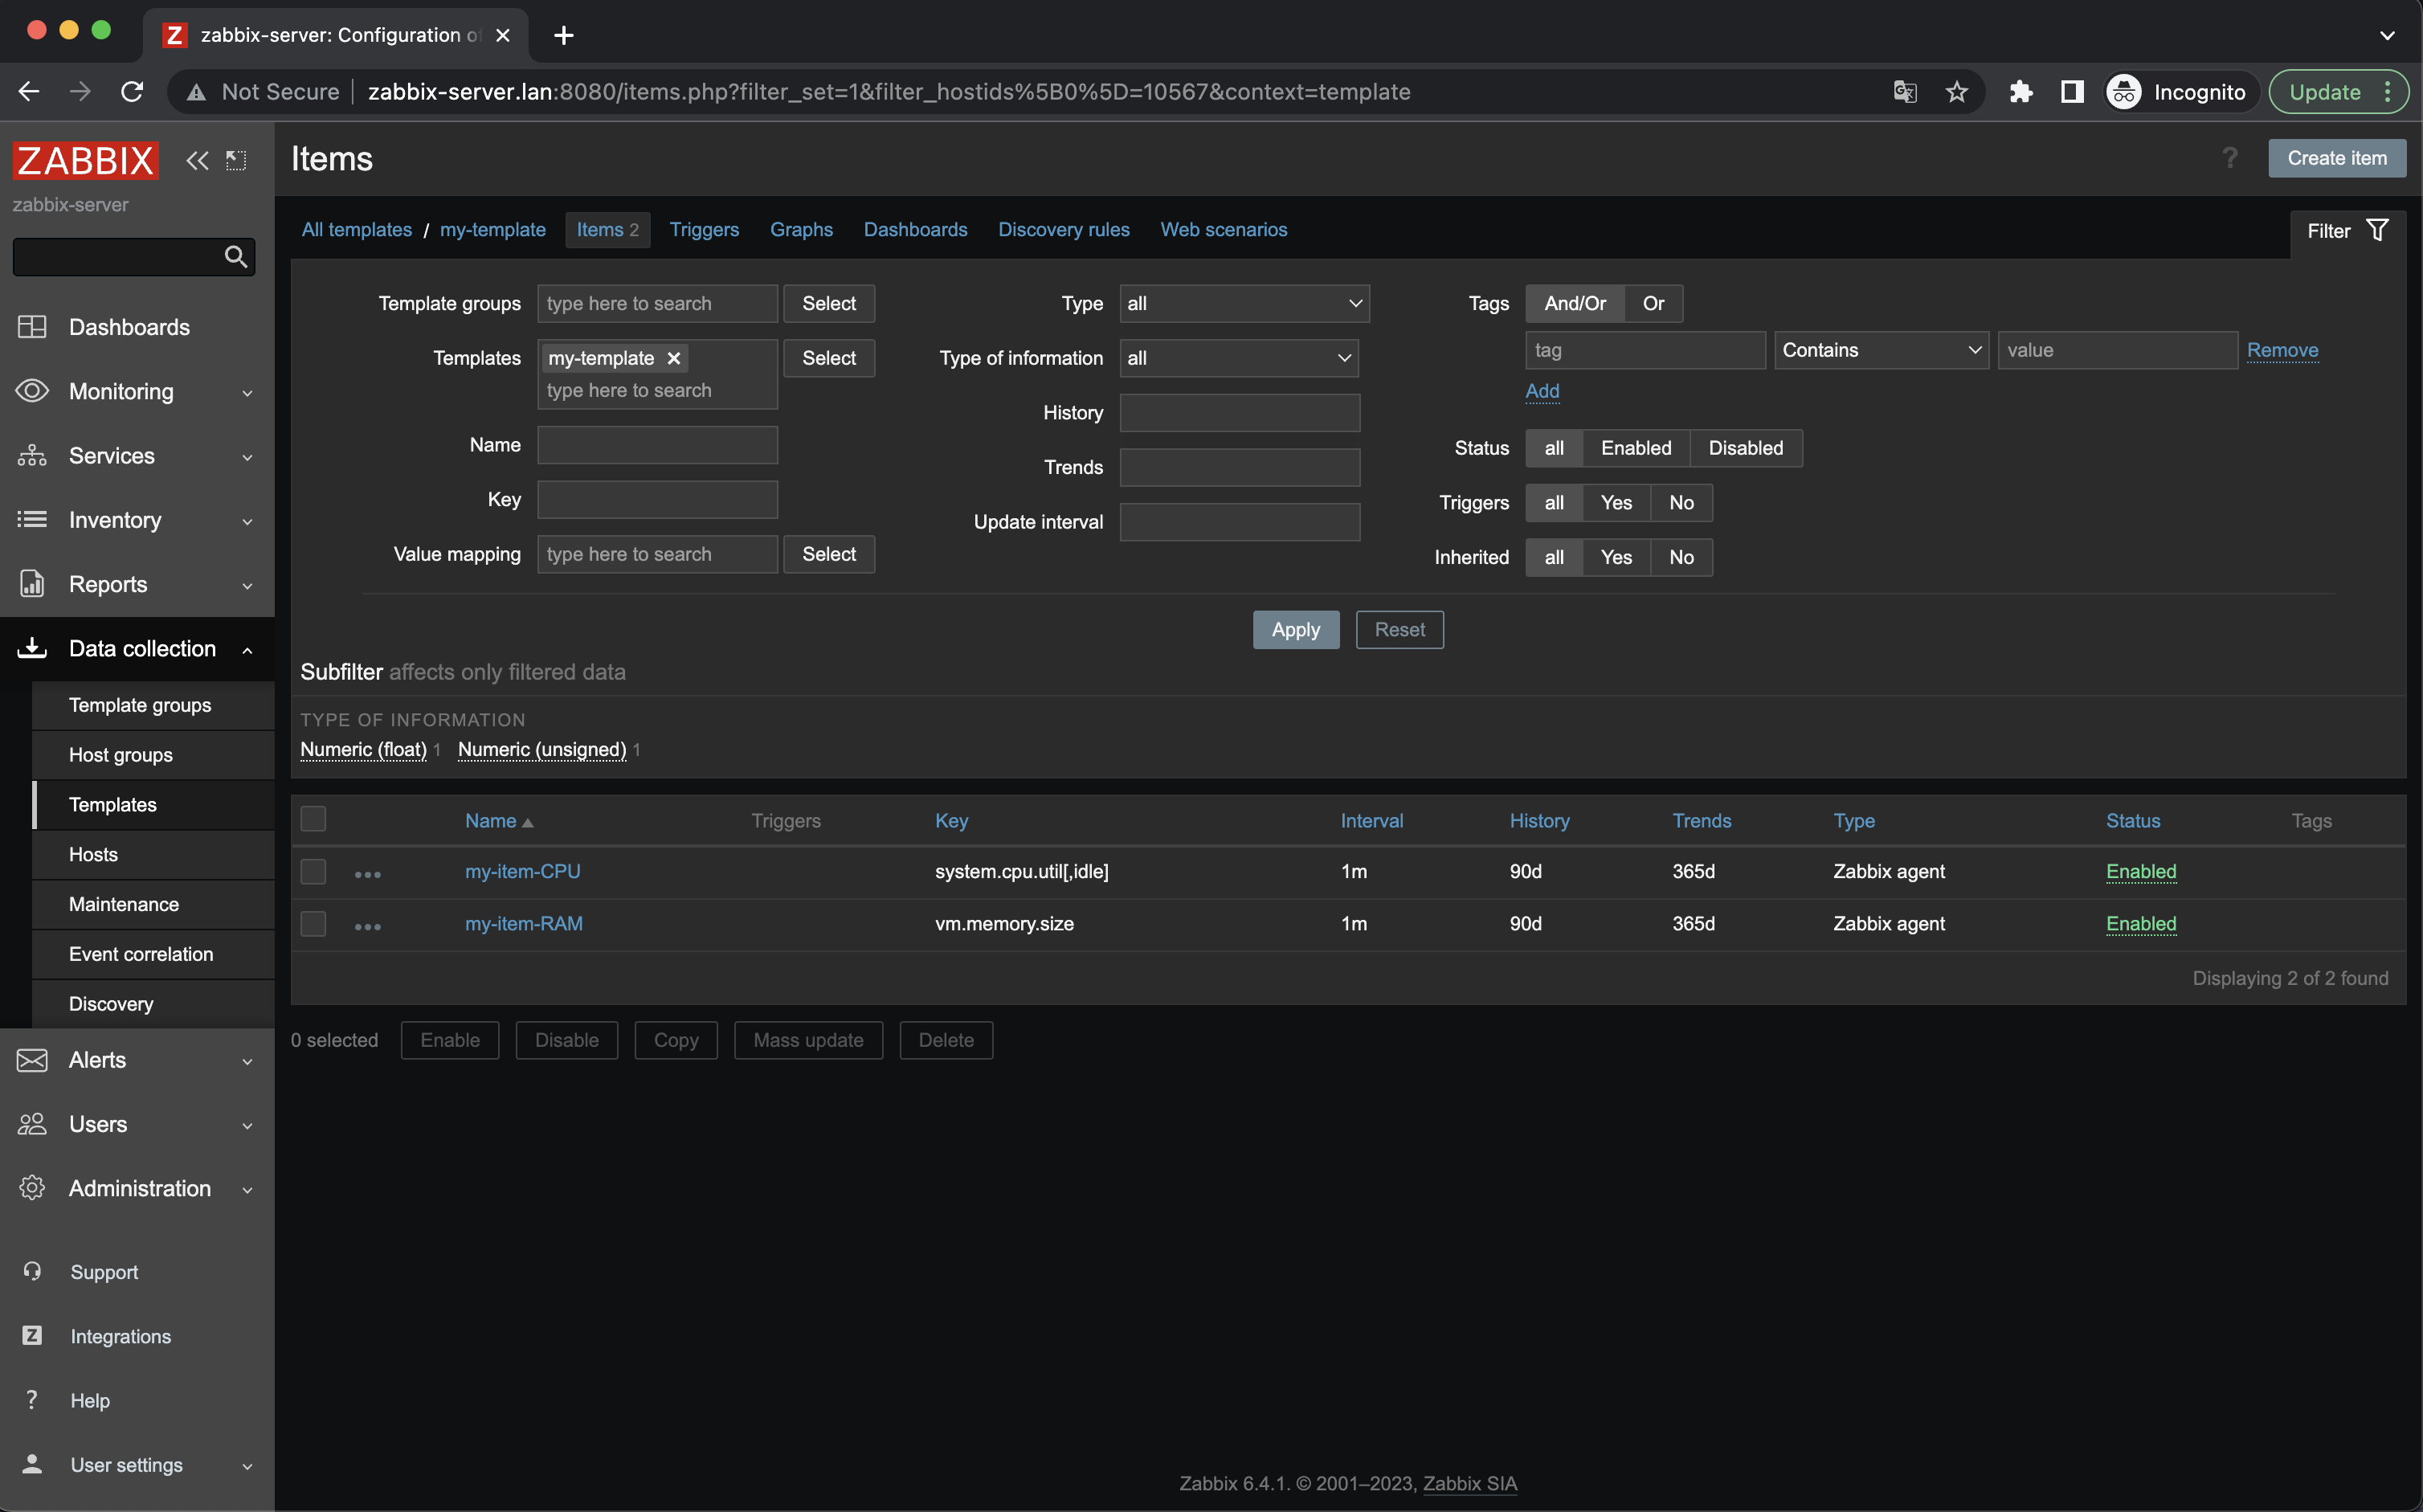 zabbix-server: Configuration of
Not Secure zabbix-server.lan:8080/items.php?filter_set=1&filter_hostids%5B0%5D=10567&context=template Incognito Update
ZABBIX
zabbix-server
Dashboards
Monitoring
Services
Inventory
Reports
Data collection
Template groups
Host groups
Templates
Hosts
Maintenance
Event correlation
Discovery
Alerts
Users
Administration
Support
Integrations
Help
User settings
Items ? Create item
All templates / my-template Items 2 Triggers Graphs Dashboards Discovery rules Web scenarios Filter
Template groups type here to search Select
Templates my-template Select
type here to search
Name
Key
Value mapping type here to search Select
Type all
Type of information all
History
Trends
Update interval
Tags And/Or Or
tag Contains value Remove
Add
Status all Enabled Disabled
Triggers all Yes No
Inherited all Yes No
Apply Reset
Subfilter affects only filtered data
TYPE OF INFORMATION
Numeric (float) 1 Numeric (unsigned) 1
Name Triggers Key Interval History Trends Type Status Tags
my-item-CPU system.cpu.util[,idle] 1m 90d 365d Zabbix agent Enabled
my-item-RAM vm.memory.size 1m 90d 365d Zabbix agent Enabled
Displaying 2 of 2 found
0 selected Enable Disable Copy Mass update Delete
Zabbix 6.4.1. © 2001–2023, Zabbix SIA